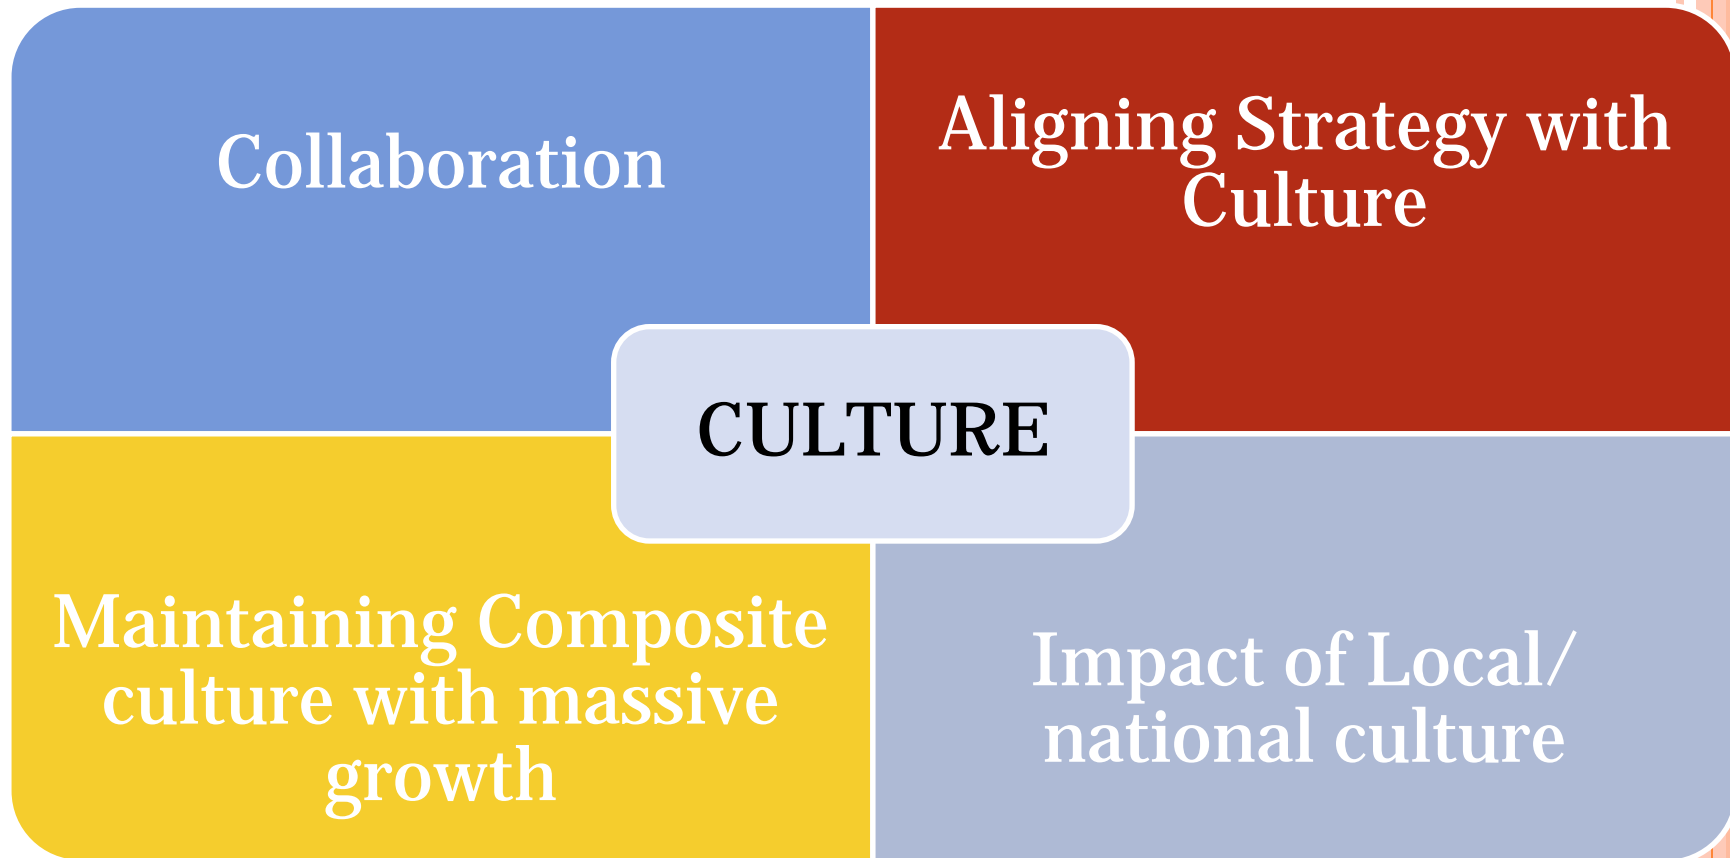 Collaboration
Aligning Strategy with
Culture
CULTURE
Maintaining Composite
culture with massive
growth
Impact of Local/
national culture